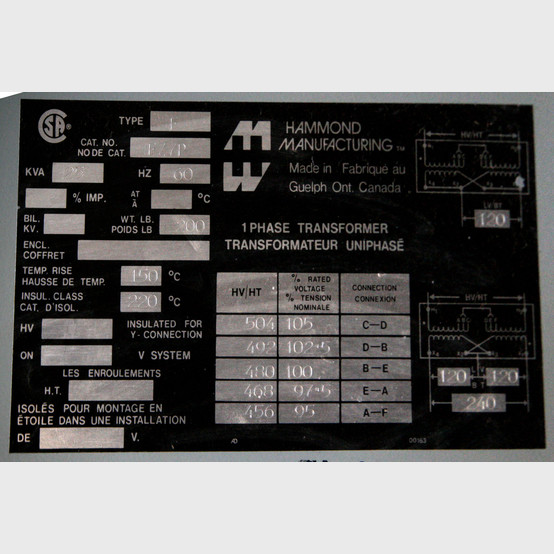 CSA
TYPE
HAMMOND
MANUFACTURING TM
CAT. NO.
NO DE CAT.
Made in / Fabriqué au
Guelph Ont. Canada
KVA
HZ 60
% IMP. AT / À °C
BIL. KV. WT. LB. POIDS LB 200
ENCL.
COFFRET
TEMP. RISE
HAUSSE DE TEMP. 150 °C
INSUL. CLASS
CAT. D'ISOL. 220 °C
HV INSULATED FOR
Y-CONNECTION
ON V SYSTEM
LES ENROULEMENTS
H.T.
ISOLÉS POUR MONTAGE EN
ÉTOILE DANS UNE INSTALLATION
DE V.
1 PHASE TRANSFORMER
TRANSFORMATEUR UNIPHASÉ
HV/HT % RATED VOLTAGE % TENSION NOMINALE CONNECTION CONNEXION
504 105 C-D
492 102.5 D-B
480 100 B-E
468 97.5 E-A
456 95 A-F
HV/HT
LV/BT
120
HV/HT
120 120
240